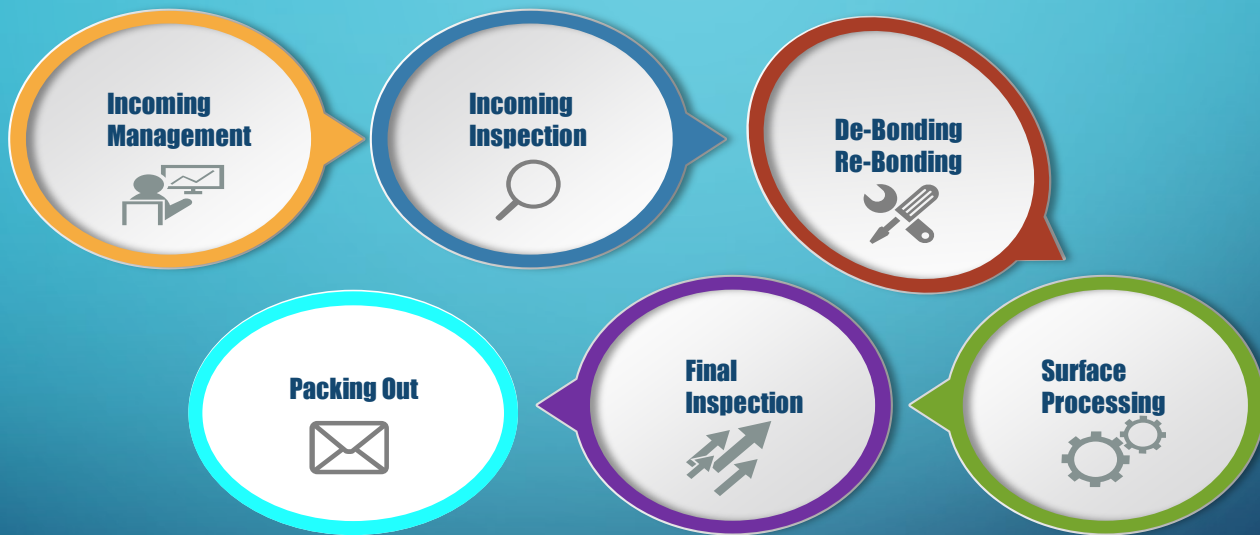 Incoming
Management
Incoming
Inspection
De-Bonding
Re-Bonding
Surface
Processing
Final
Inspection
Packing Out